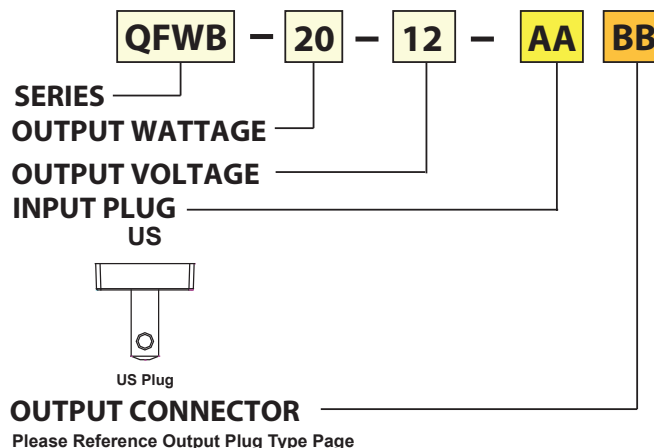 QFWB - 20 - 12 - AA BB
SERIES
OUTPUT WATTAGE
OUTPUT VOLTAGE
INPUT PLUG
US
US Plug
OUTPUT CONNECTOR
Please Reference Output Plug Type Page